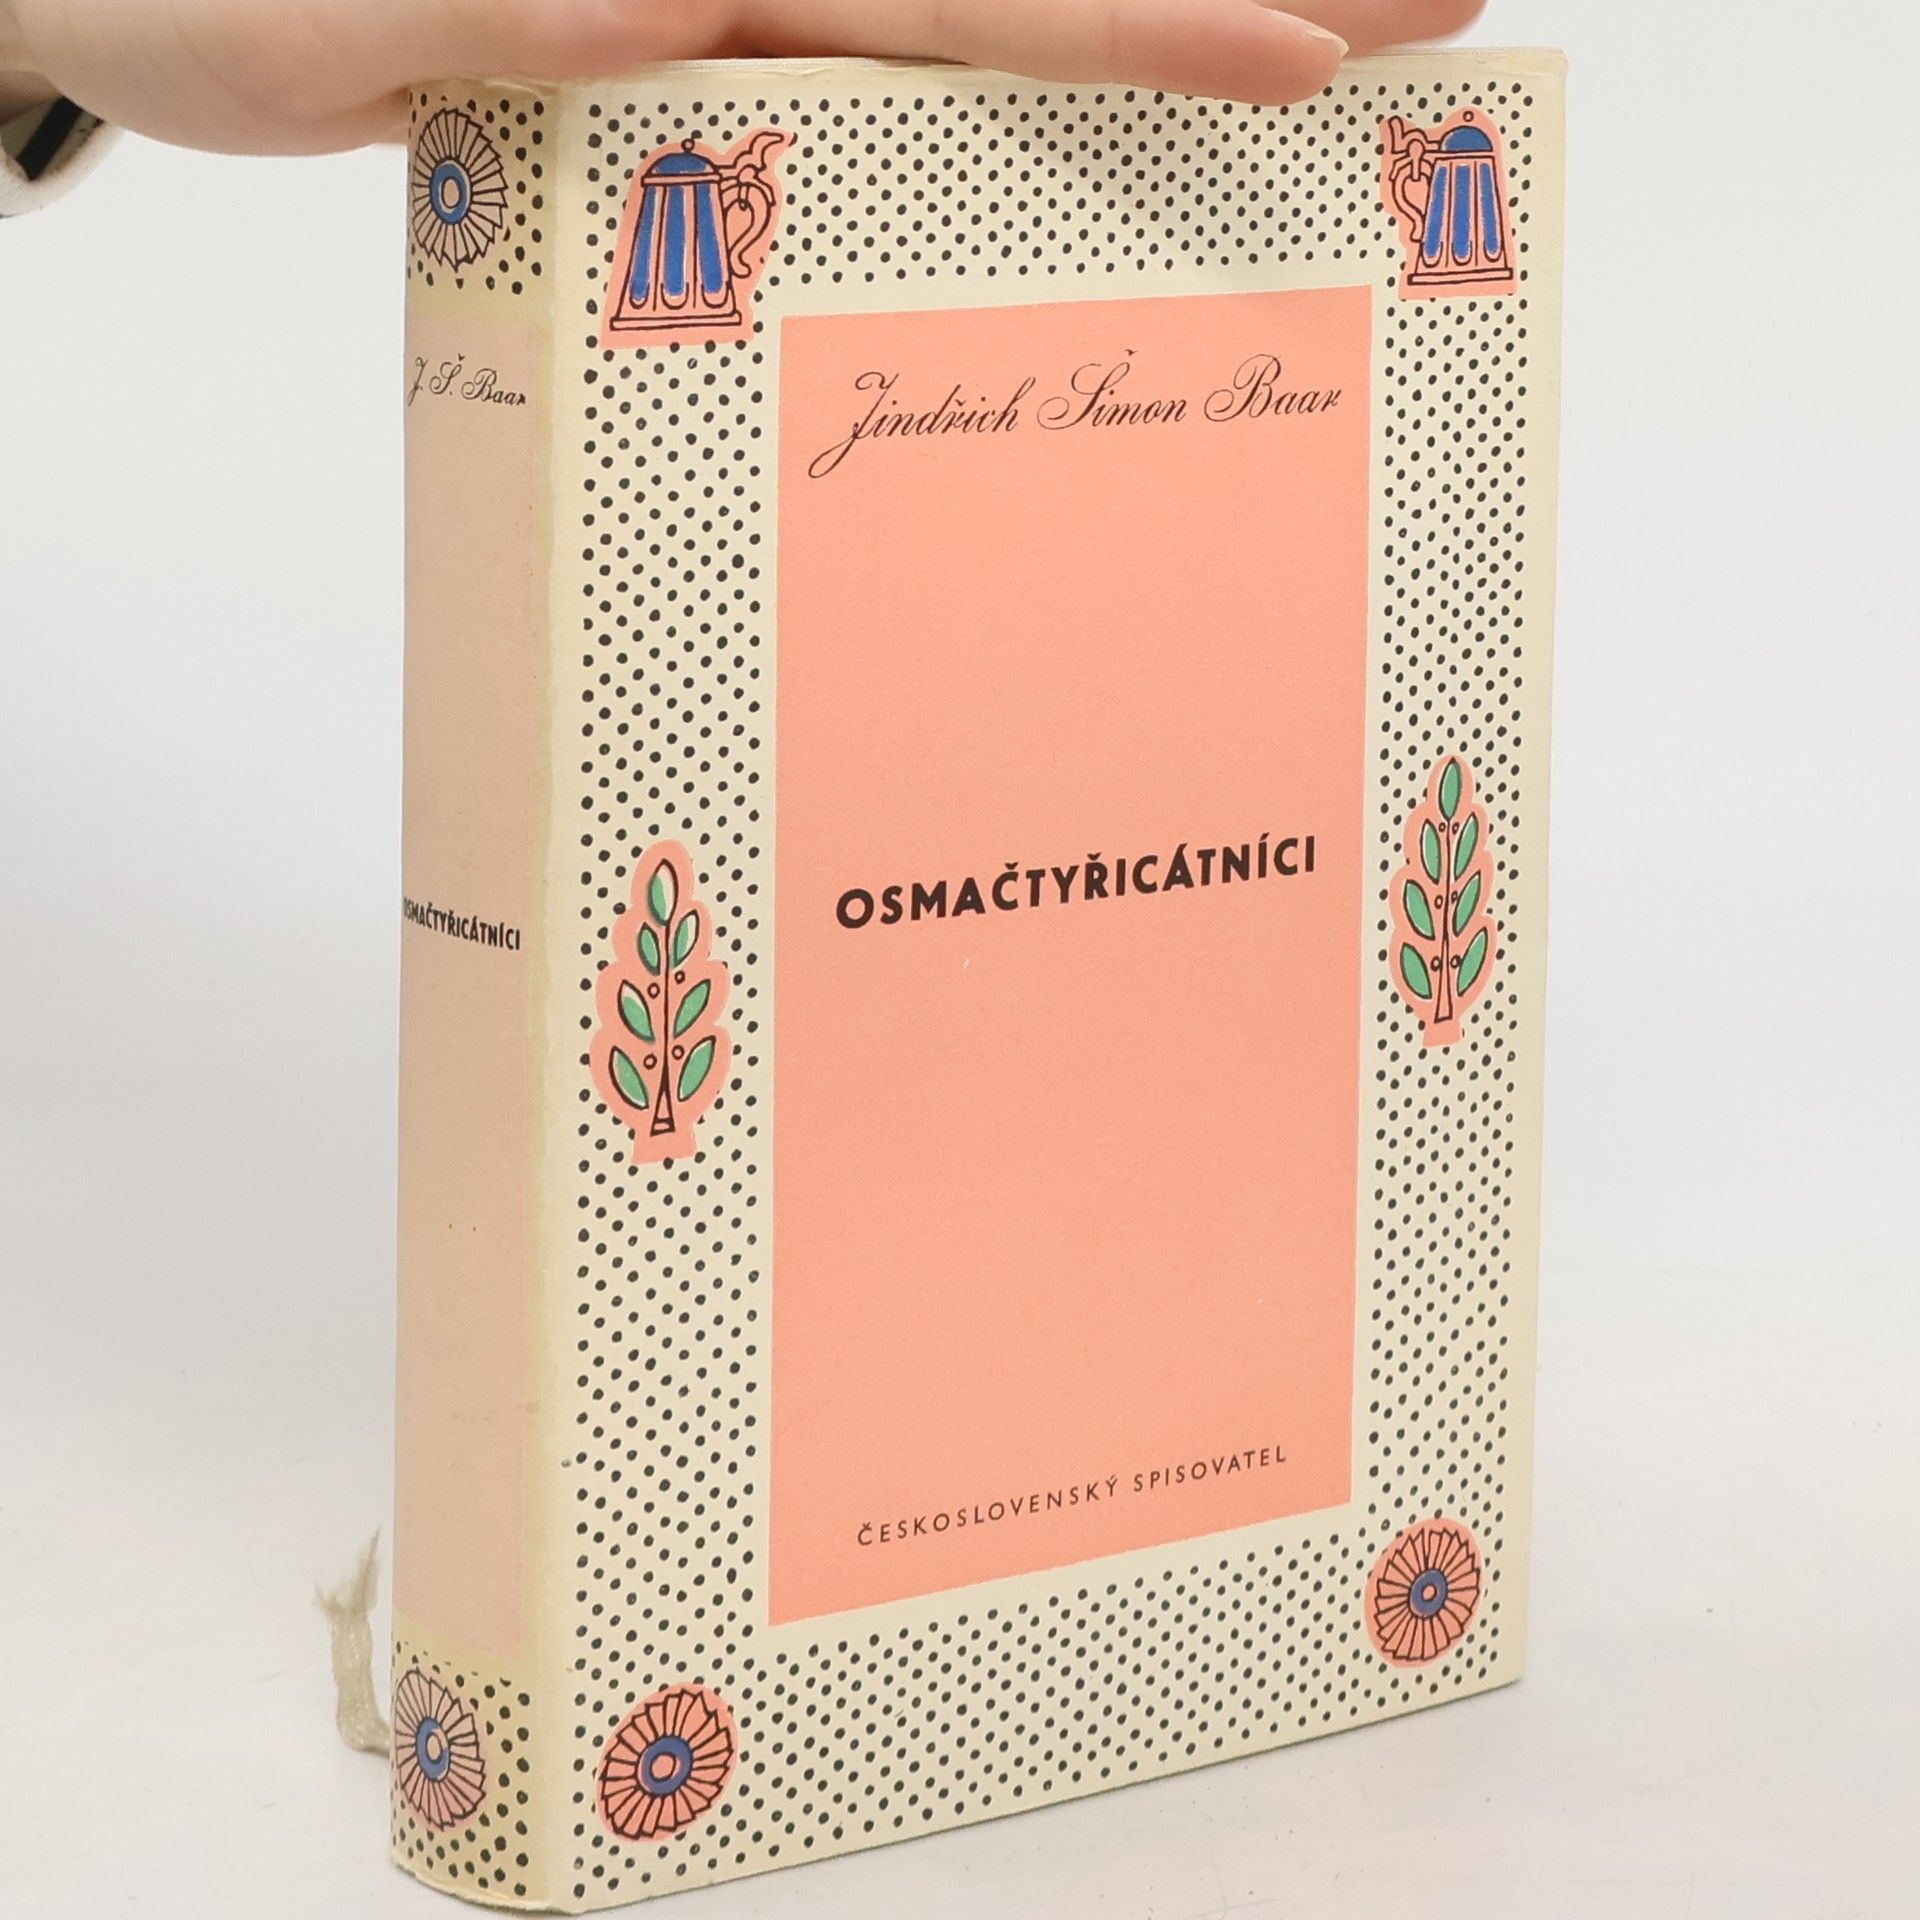 J. Š. Baar
OSMAČTYŘICÁTNÍCI
Jindřich Šimon Baar
OSMAČTYŘICÁTNÍCI
ČESKOSLOVENSKÝ SPISOVATEL